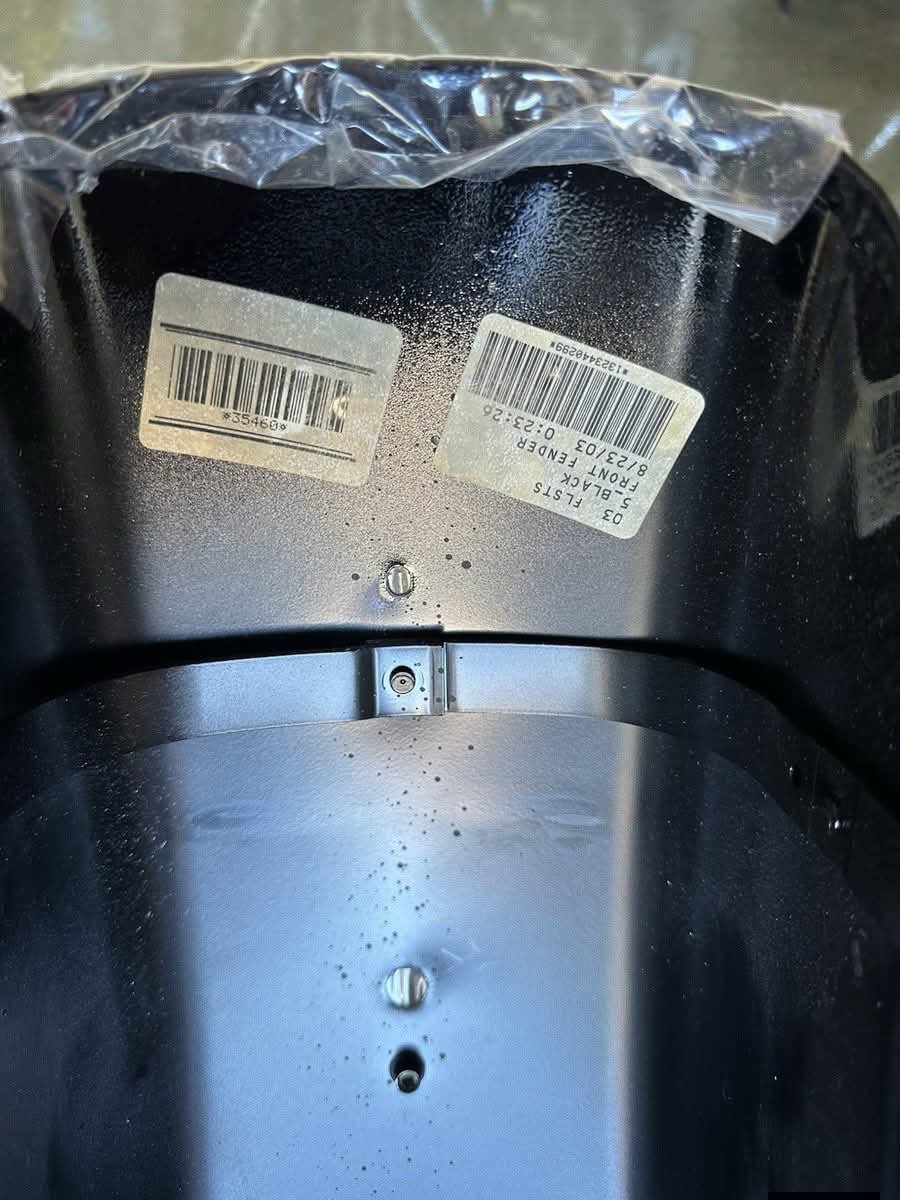 *35460*
03 FLSTS
5_BLACK
FRONT FENDER
8/23/03 0:23:26
*1323440299*